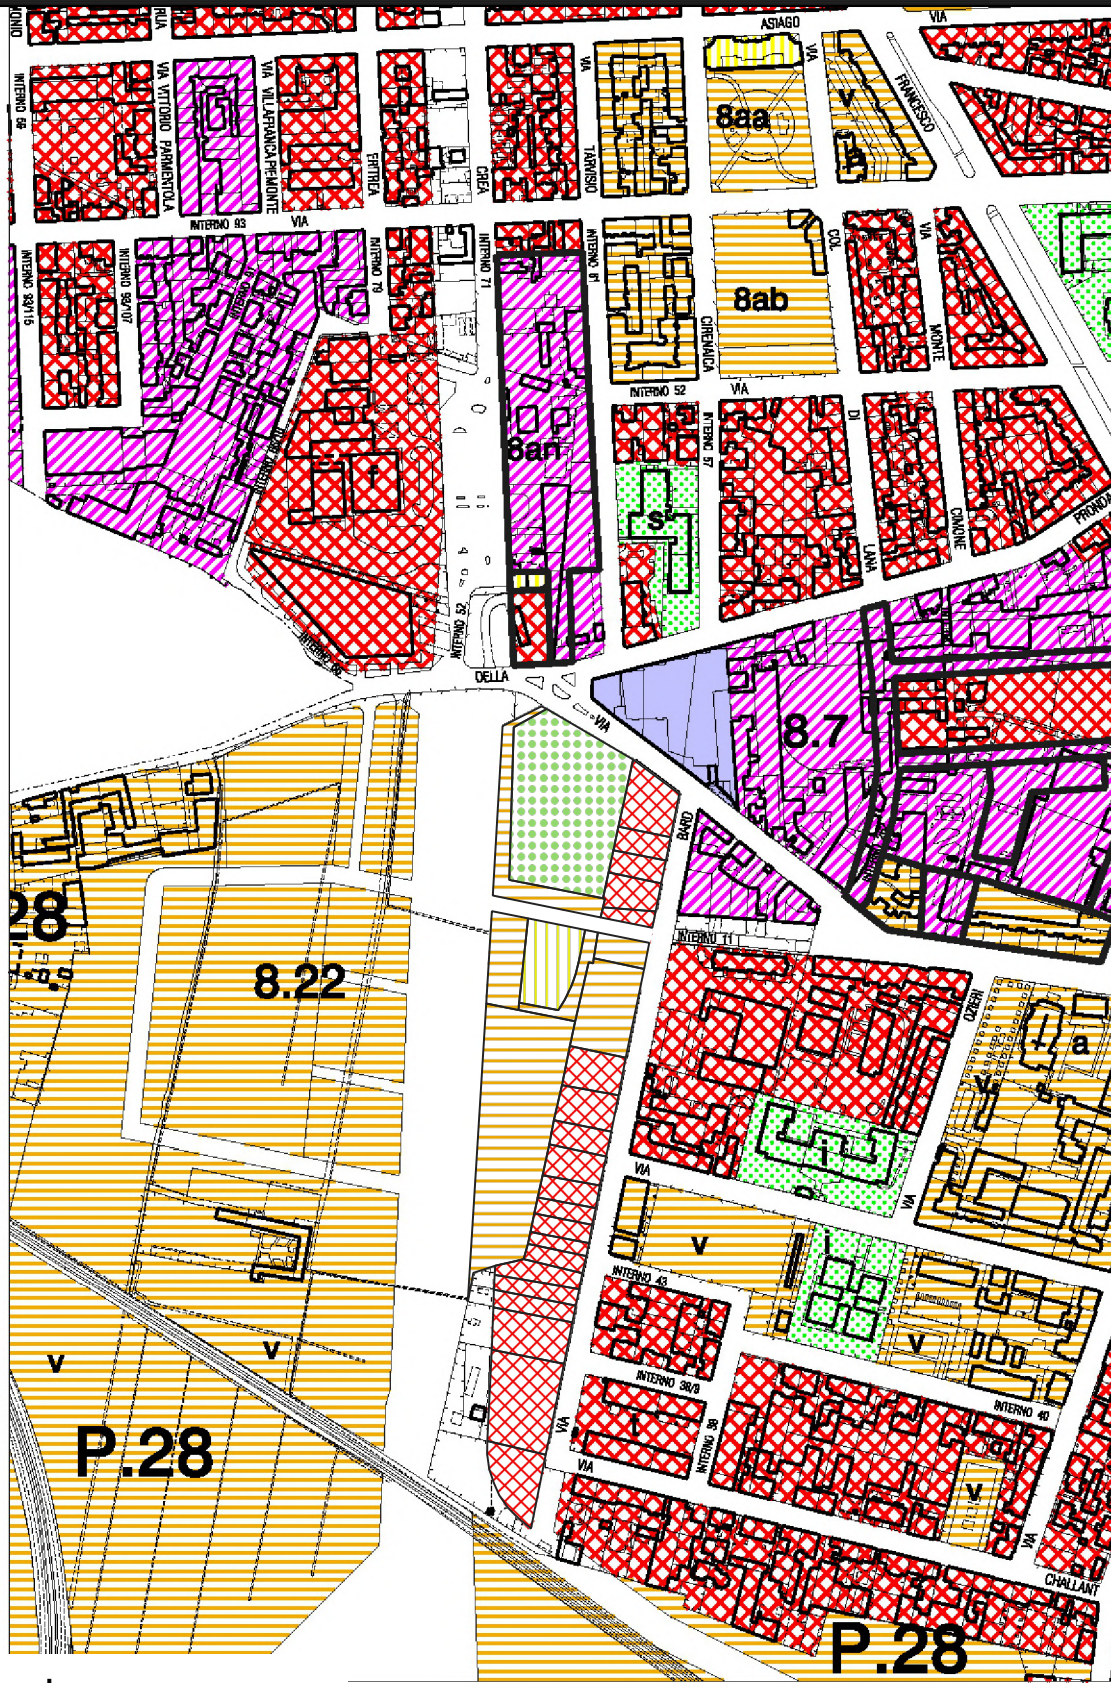 VIA
ASIAGO
INTERNO 59
VIA VITTORIO PARMENTOLA
VIA VILLAFRANCA PIEMONTE
ERITREA
CREA
VIA
TARVISIO
VIA
FRANCESCO
8aa
V
INTERNO 93
VIA
INTERNO 93/115
INTERNO 93/107
INTERNO 79
INTERNO 71
INTERNO 61
COL
VIA
8ab
CIRENAICA
MONTE
INTERNO 52
VIA
8an
f
INTERNO 57
DI
S
CIMONE
LANA
INTERNO 52
DELLA
VIA
8.7
BARD
28
8.22
INTERNO 11
OZIERI
a
V
i
VIA
VIA
V
INTERNO 43
V
V
V
INTERNO 38/9
INTERNO 40
t
VIA
INTERNO 38
VIA
V
VIA
P.28
CHALLANT
P.28